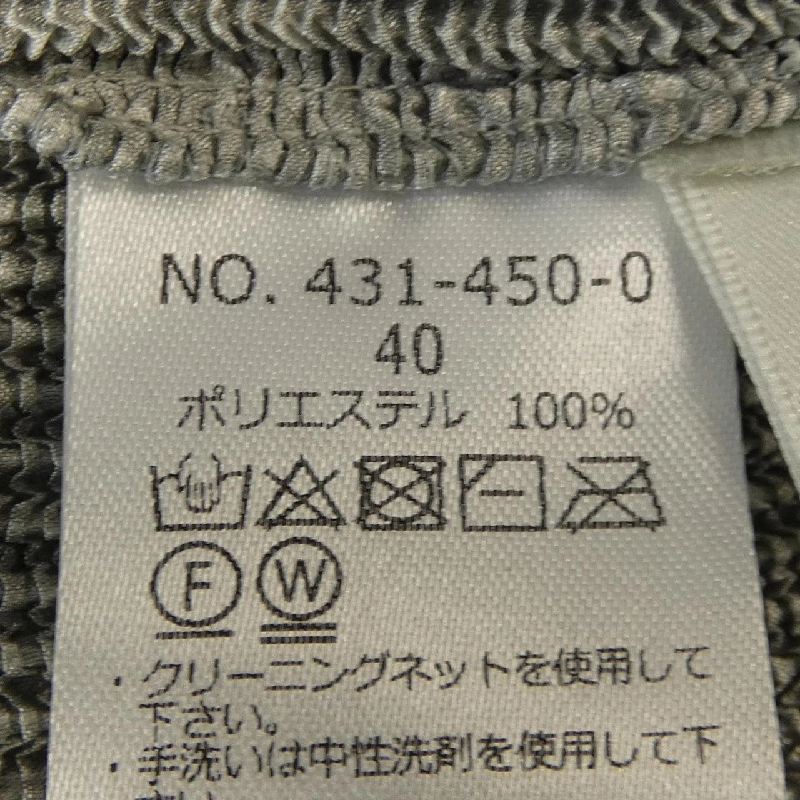 NO. 431-450-0
40
ポリエステル 100%
F W
・クリーニングネットを使用して
下さい。
・手洗いは中性洗剤を使用して下
さい